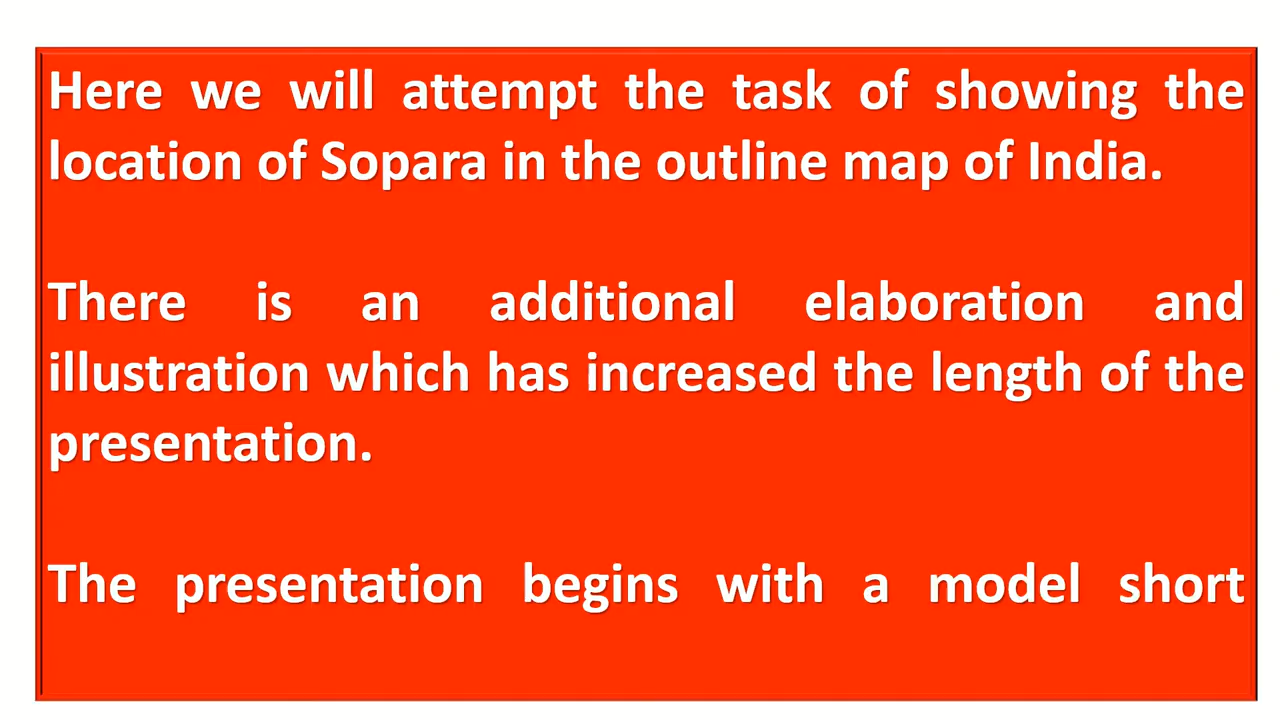 Here we will attempt the task of showing the
location of Sopara in the outline map of India.
There is an additional elaboration and
illustration which has increased the length of the
presentation.
The presentation begins with a model short